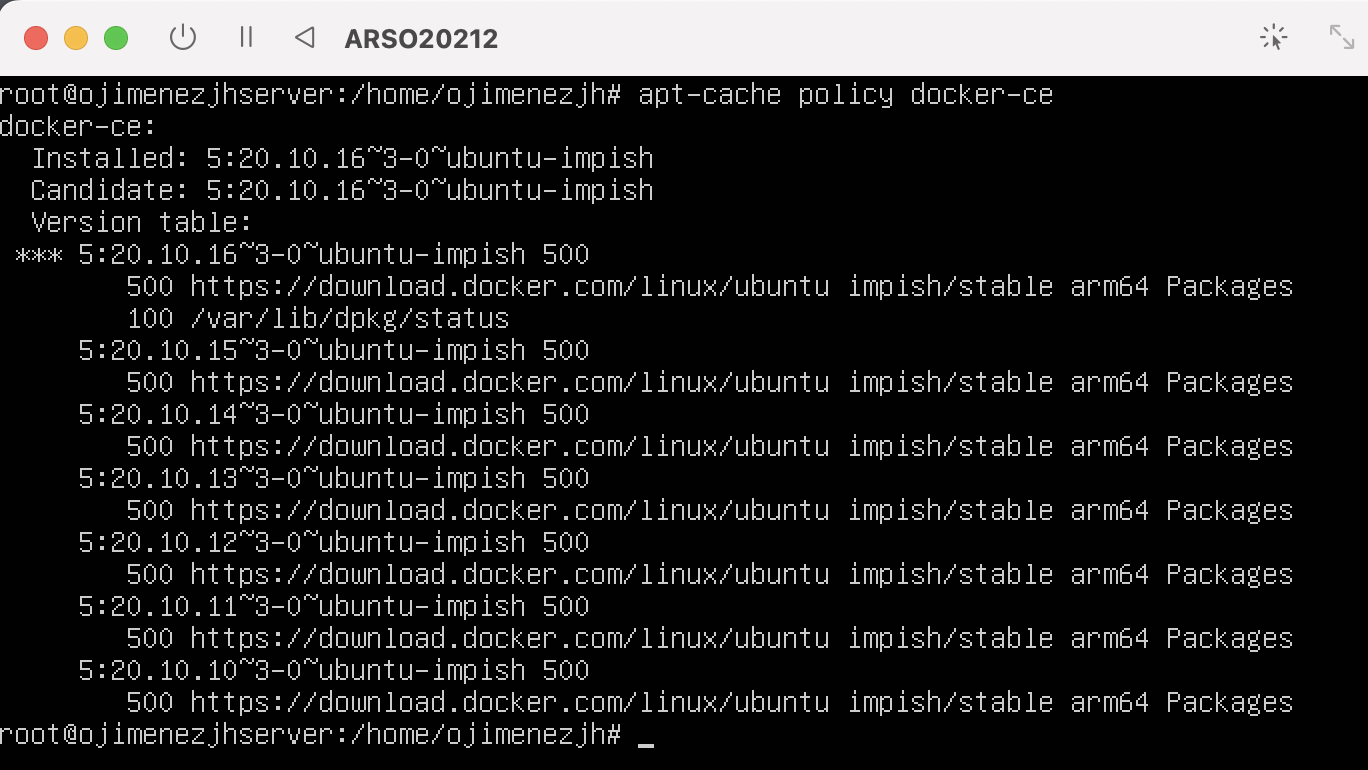 ARSO20212
root@ojimenezjhserver:/home/ojimenezjh# apt-cache policy docker-ce
docker-ce:
  Installed: 5:20.10.16~3-0~ubuntu-impish
  Candidate: 5:20.10.16~3-0~ubuntu-impish
  Version table:
 *** 5:20.10.16~3-0~ubuntu-impish 500
        500 https://download.docker.com/linux/ubuntu impish/stable arm64 Packages
        100 /var/lib/dpkg/status
     5:20.10.15~3-0~ubuntu-impish 500
        500 https://download.docker.com/linux/ubuntu impish/stable arm64 Packages
     5:20.10.14~3-0~ubuntu-impish 500
        500 https://download.docker.com/linux/ubuntu impish/stable arm64 Packages
     5:20.10.13~3-0~ubuntu-impish 500
        500 https://download.docker.com/linux/ubuntu impish/stable arm64 Packages
     5:20.10.12~3-0~ubuntu-impish 500
        500 https://download.docker.com/linux/ubuntu impish/stable arm64 Packages
     5:20.10.11~3-0~ubuntu-impish 500
        500 https://download.docker.com/linux/ubuntu impish/stable arm64 Packages
     5:20.10.10~3-0~ubuntu-impish 500
        500 https://download.docker.com/linux/ubuntu impish/stable arm64 Packages
root@ojimenezjhserver:/home/ojimenezjh# _